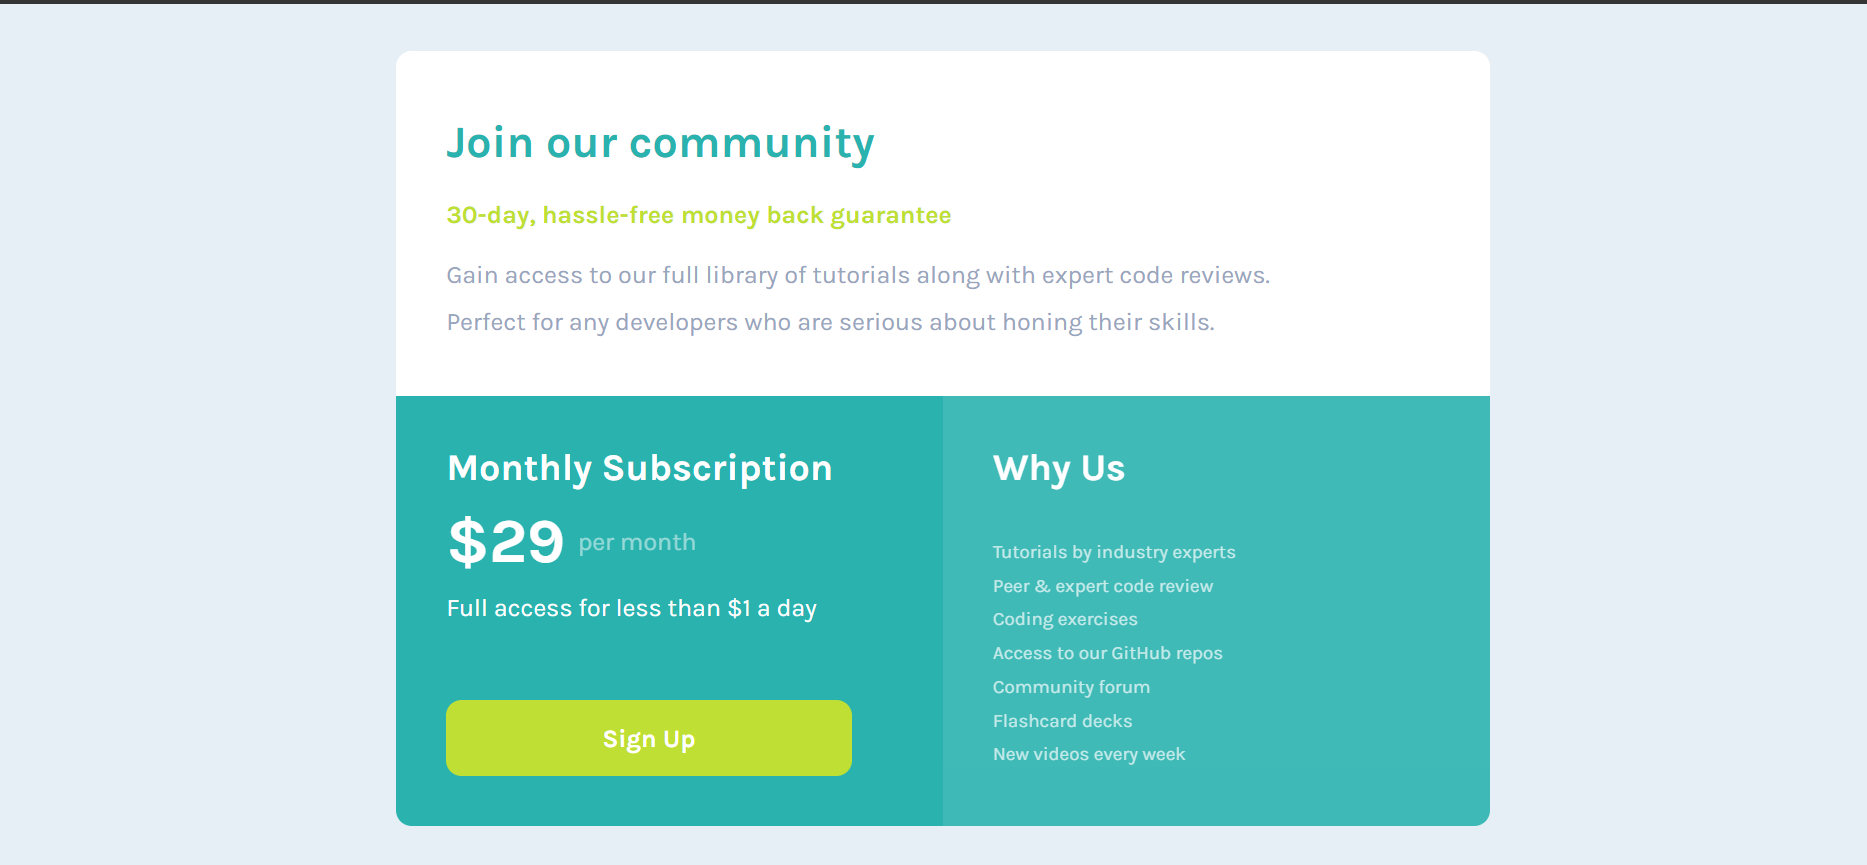 Join our community
30-day, hassle-free money back guarantee
Gain access to our full library of tutorials along with expert code reviews.
Perfect for any developers who are serious about honing their skills.
Monthly Subscription
$29 per month
Full access for less than $1 a day
Sign Up
Why Us
Tutorials by industry experts
Peer & expert code review
Coding exercises
Access to our GitHub repos
Community forum
Flashcard decks
New videos every week